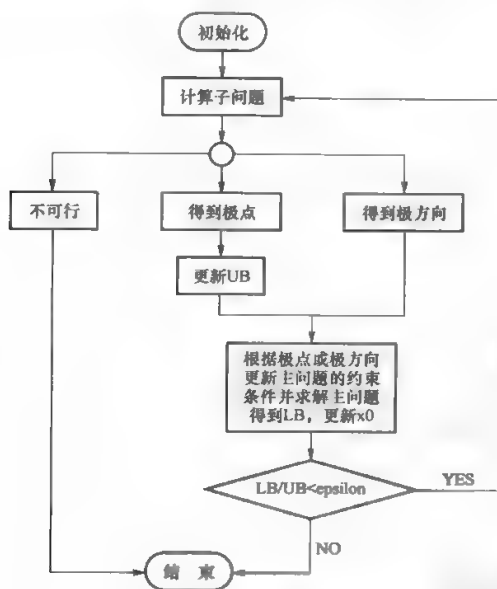 初始化
计算子问题
不可行
得到极点
得到极方向
更新UB
根据极点或极方向
更新主问题的约束
条件并求解主问题
得到LB，更新x0
LB/UB<epsilon
YES
NO
结 束